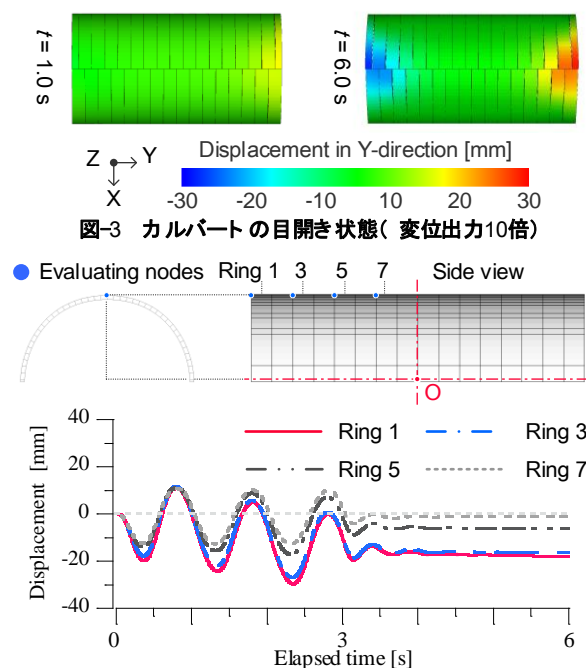 t = 1.0 s
t = 6.0 s
Z
Y
X
Displacement in Y-direction [mm]
-30 -20 -10 10 20 30
図-3 カルバートの目開き状態(変位出力10倍)
Evaluating nodes Ring 1 3 5 7 Side view
O
Ring 1 Ring 3
Ring 5 Ring 7
Displacement [mm]
40
20
0
-20
-40
0 3 6
Elapsed time [s]